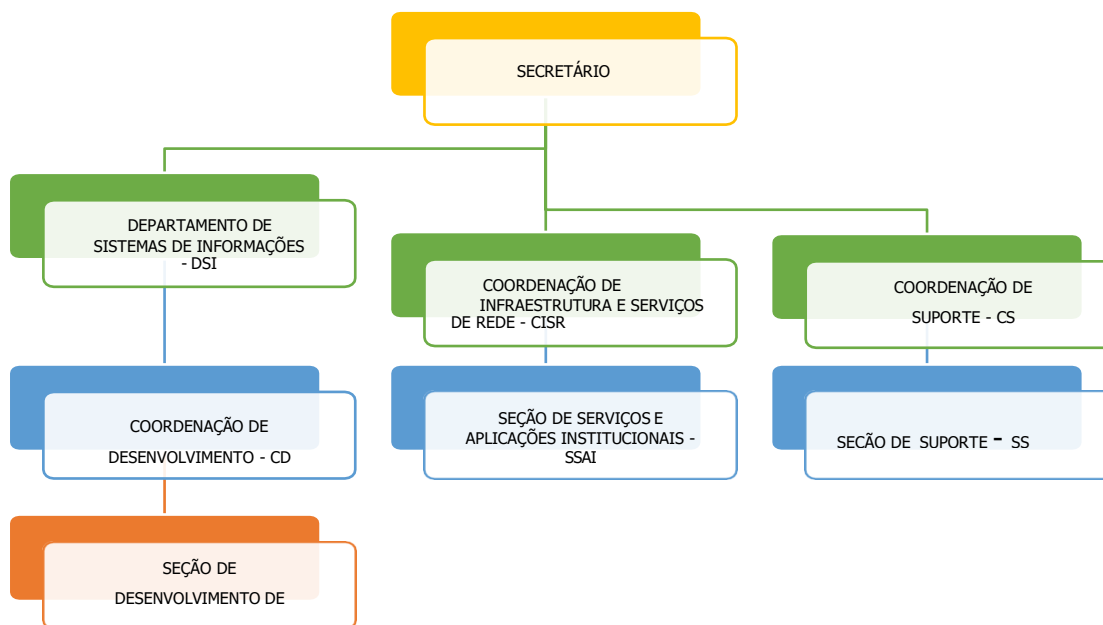 SECRETÁRIO
DEPARTAMENTO DE
SISTEMAS DE INFORMAÇÕES
- DSI
COORDENAÇÃO DE
INFRAESTRUTURA E SERVIÇOS
DE REDE - CISR
COORDENAÇÃO DE
SUPORTE - CS
COORDENAÇÃO DE
DESENVOLVIMENTO - CD
SEÇÃO DE SERVIÇOS E
APLICAÇÕES INSTITUCIONAIS -
SSAI
SECÃO DE SUPORTE - SS
SEÇÃO DE
DESENVOLVIMENTO DE